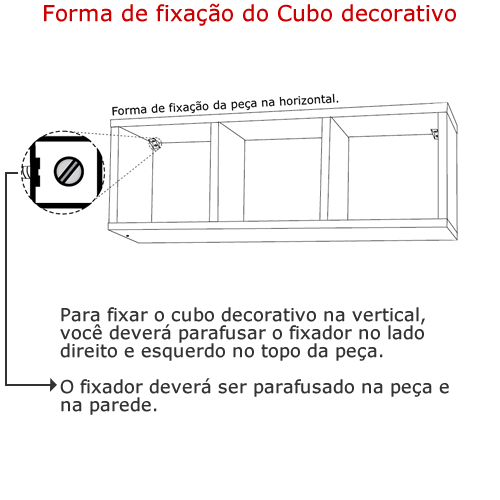 Forma de fixação do Cubo decorativo
Forma de fixação da peça na horizontal.
Para fixar o cubo decorativo na vertical,
você deverá parafusar o fixador no lado
direito e esquerdo no topo da peça.
O fixador deverá ser parafusado na peça e
na parede.